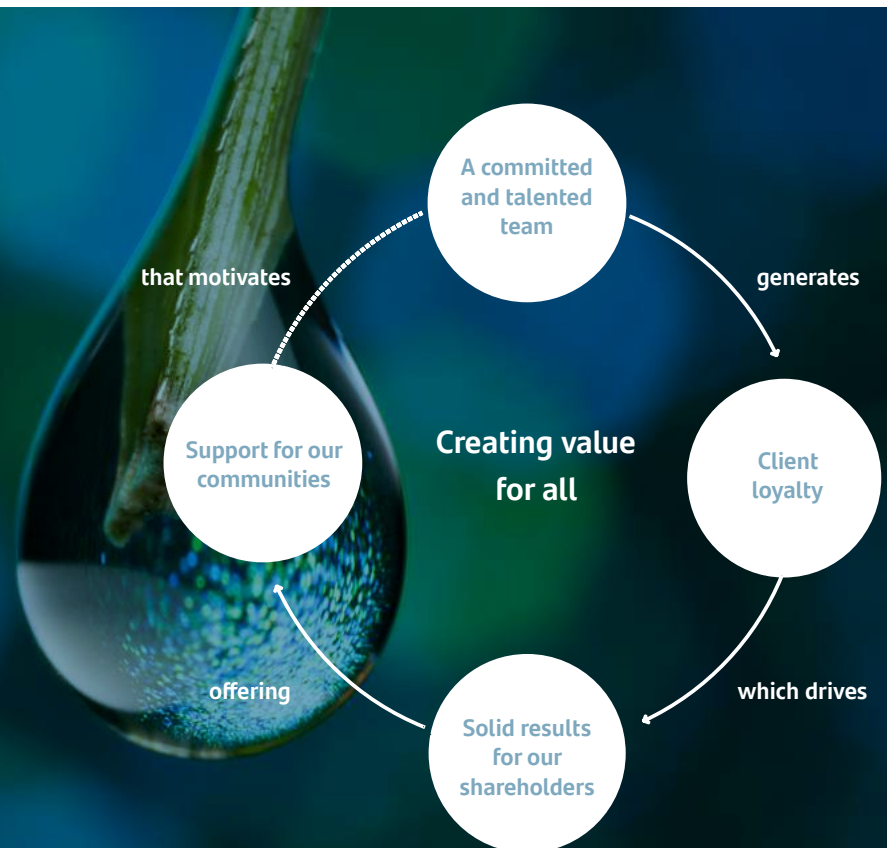 A committed
and talented
team
generates
Client
loyalty
which drives
Solid results
for our
shareholders
offering
Support for our
communities
that motivates
Creating value
for all